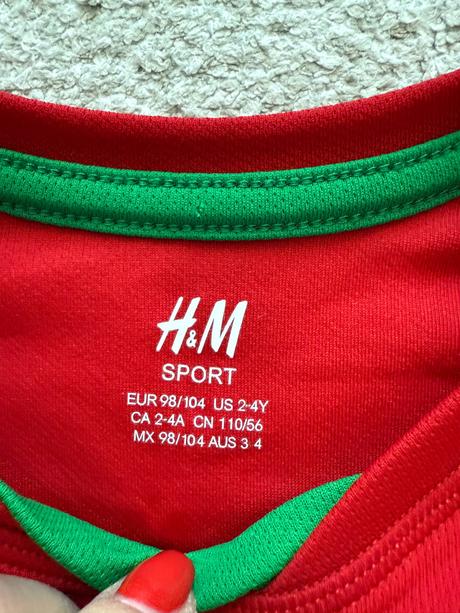 H&M
SPORT
EUR 98/104 US 2-4Y
CA 2-4A CN 110/56
MX 98/104 AUS 3 4